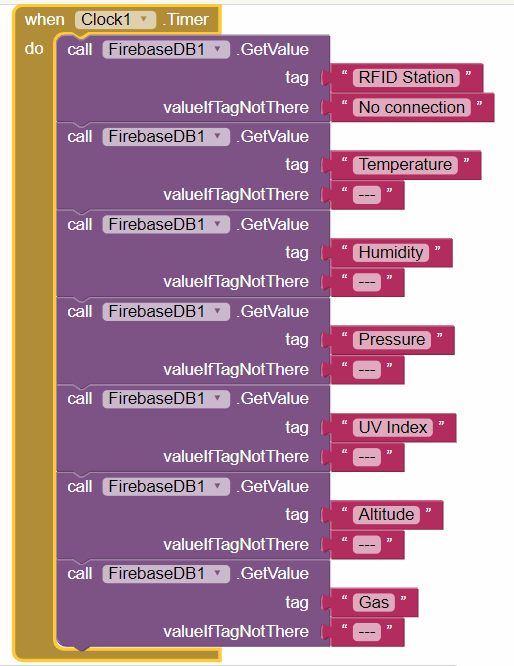 when Clock1 .Timer
do call FirebaseDB1 .GetValue
tag " RFID Station "
valueIfTagNotThere " No connection "
call FirebaseDB1 .GetValue
tag " Temperature "
valueIfTagNotThere " --- "
call FirebaseDB1 .GetValue
tag " Humidity "
valueIfTagNotThere " --- "
call FirebaseDB1 .GetValue
tag " Pressure "
valueIfTagNotThere " --- "
call FirebaseDB1 .GetValue
tag " UV Index "
valueIfTagNotThere " --- "
call FirebaseDB1 .GetValue
tag " Altitude "
valueIfTagNotThere " --- "
call FirebaseDB1 .GetValue
tag " Gas "
valueIfTagNotThere " --- "